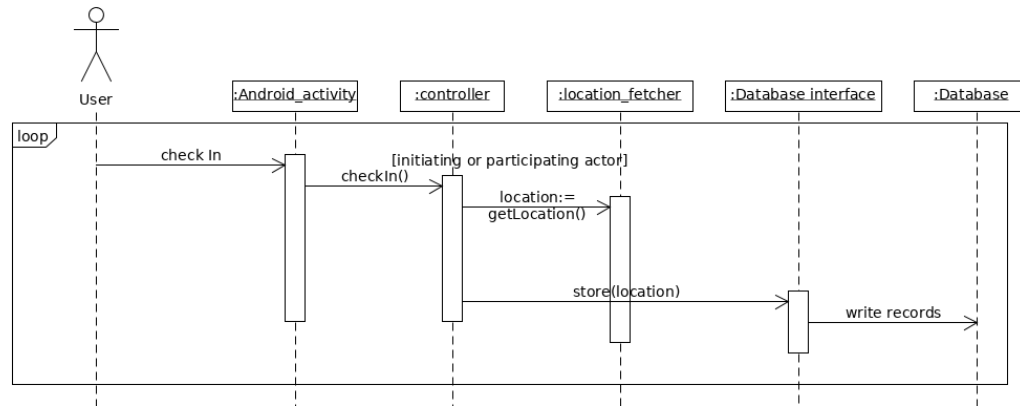 User
:Android_activity
:controller
:location_fetcher
:Database interface
:Database
loop
check In
[initiating or participating actor]
checkIn()
location:=
getLocation()
store(location)
write records